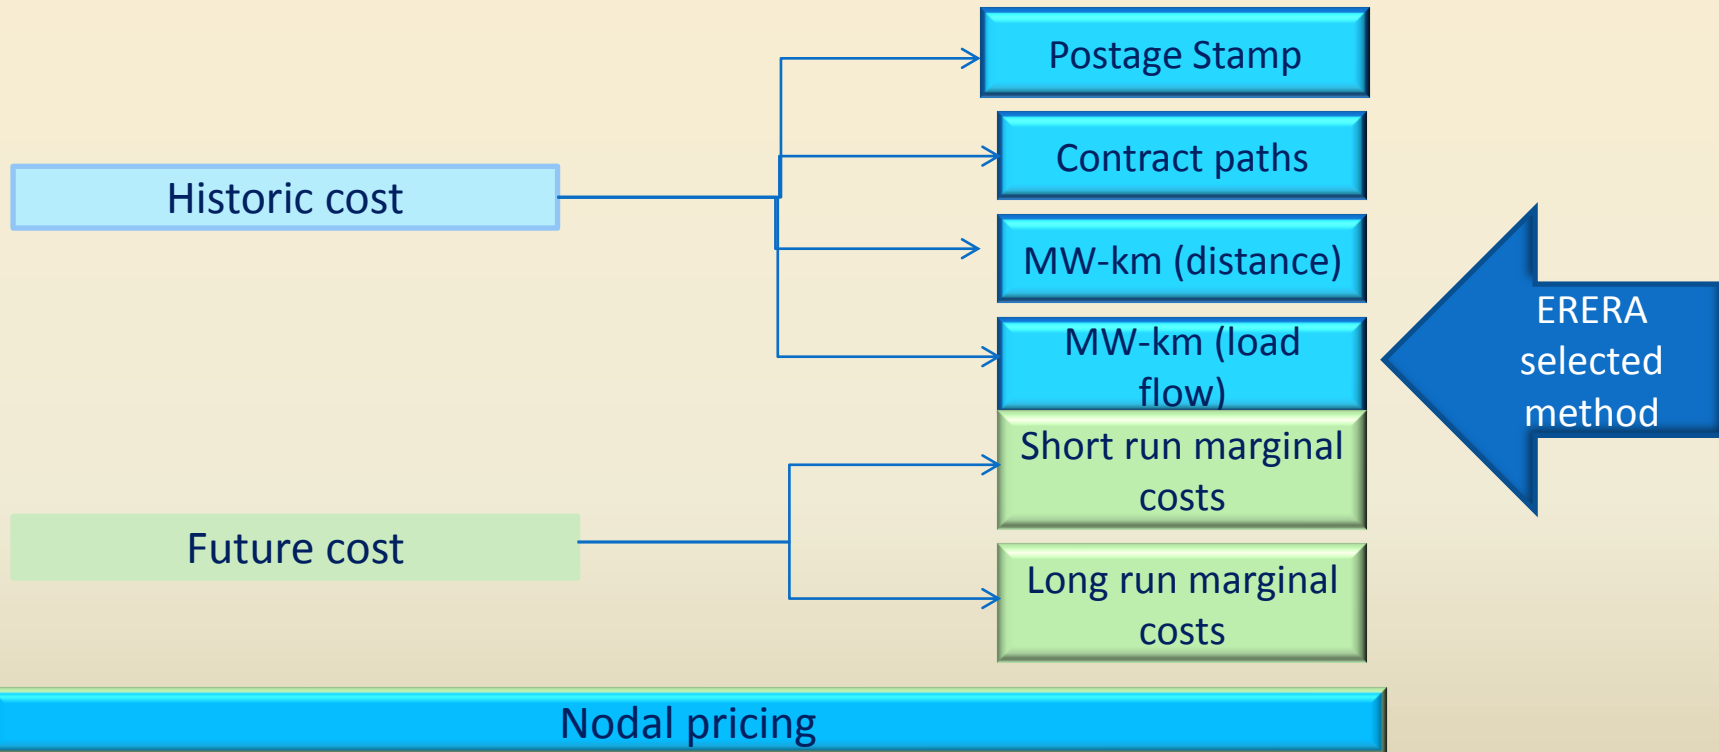 Postage Stamp
Contract paths
Historic cost
MW-km (distance)
MW-km (load
flow)
ERERA
selected
method
Short run marginal
costs
Future cost
Long run marginal
costs
Nodal pricing